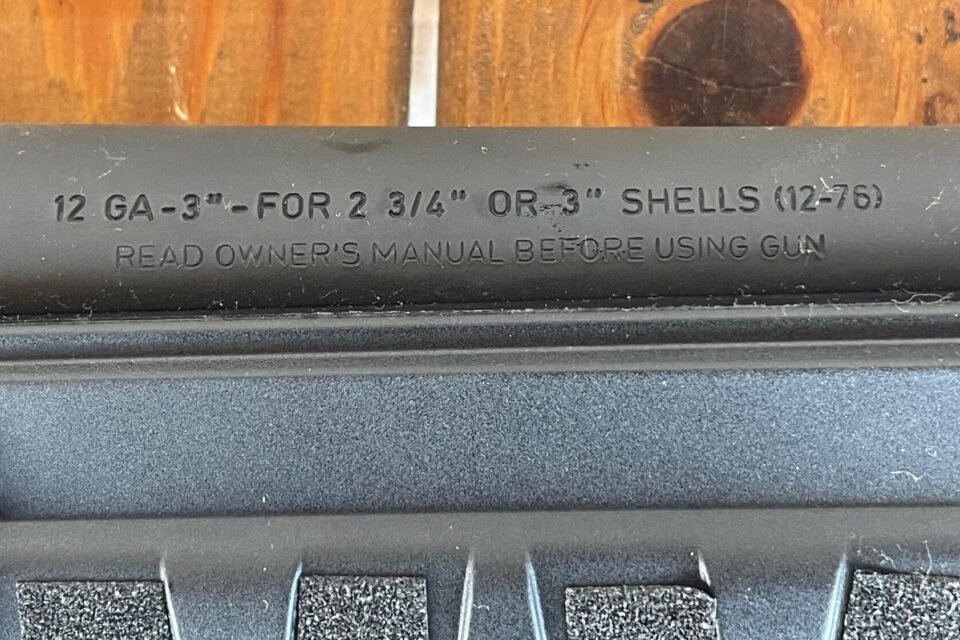 12 GA-3"-FOR 2 3/4" OR 3" SHELLS (12-76)
READ OWNER'S MANUAL BEFORE USING GUN